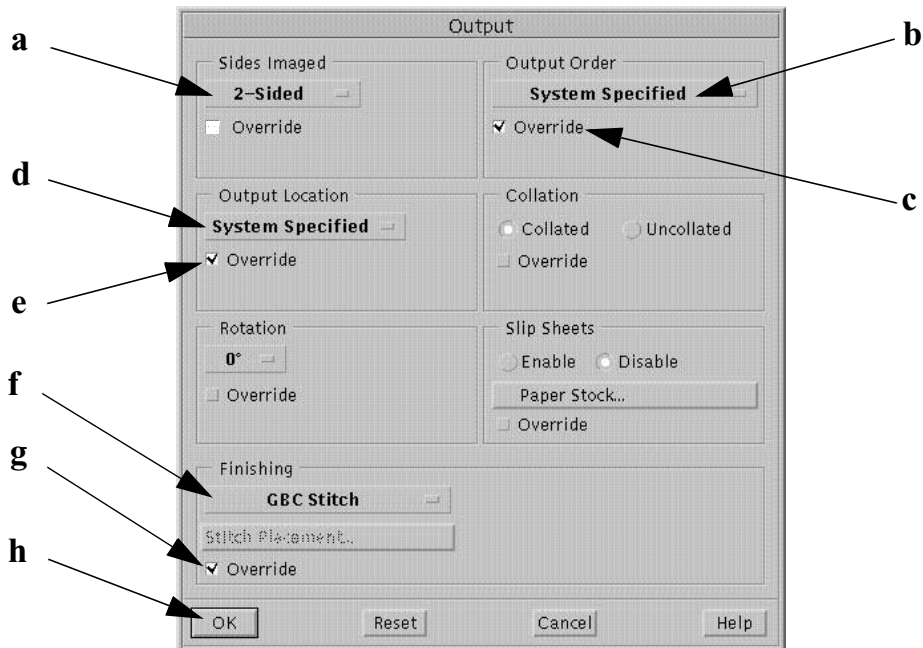 Output
a
b
Sides Imaged
2-Sided
Override
Output Order
System Specified
Override
c
d
Output Location
System Specified
Override
e
Collation
Collated Uncollated
Override
Rotation
0°
Override
f
Slip Sheets
Enable Disable
Paper Stock...
Override
g
Finishing
GBC Stitch
Stitch Placement...
Override
h
OK Reset Cancel Help